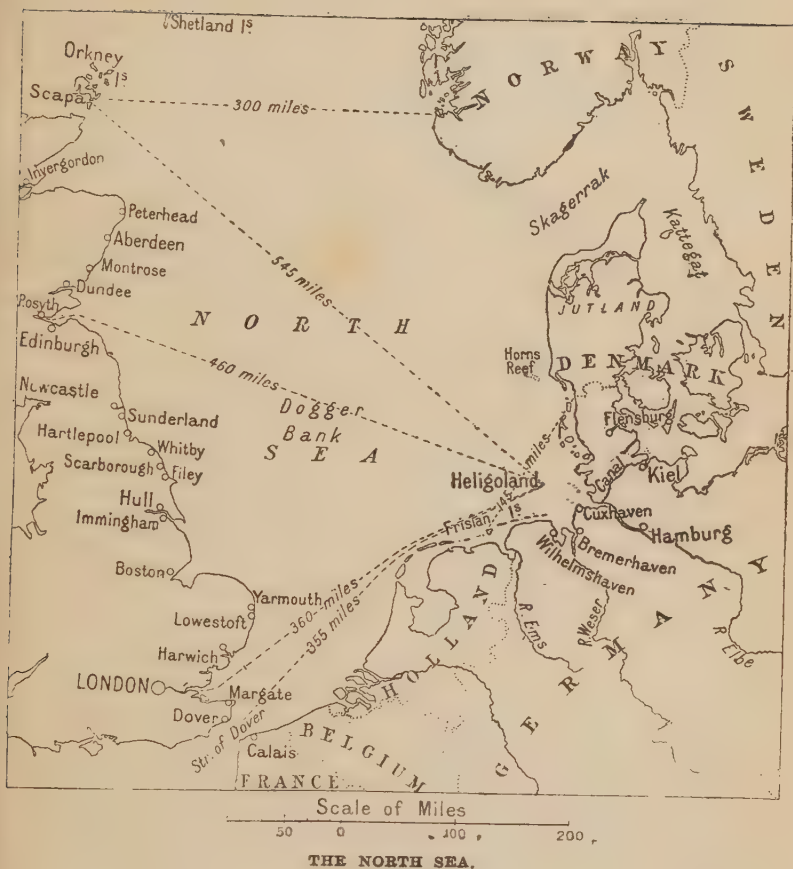 Shetland Is.
Orkney
Is.
Scapa
300 miles
NORWAY
SWEDEN
Invergordon
Skagerrak
Kattegat
Peterhead
Aberdeen
Montrose
Dundee
545 miles
JUTLAND
Rosyth
Edinburgh
NORTH
460 miles
Horns
Reef
DENMARK
Newcastle
Sunderland
Dogger
Bank
Flensburg
Hartlepool
Whitby
SEA
Scarborough
Filey
Heligoland
145 miles
Canal
Kiel
Hull
Immingham
Frisian Is
Cuxhaven
Hamburg
Bremerhaven
Wilhelmshaven
Boston
Yarmouth
360 miles
355 miles
Lowestoft
HOLLAND
R. Ems
R. Weser
R. Elbe
GERMANY
Harwich
LONDON
Margate
Dover
Str. of Dover
Calais
BELGIUM
FRANCE
Scale of Miles
50 0 100 200
THE NORTH SEA.